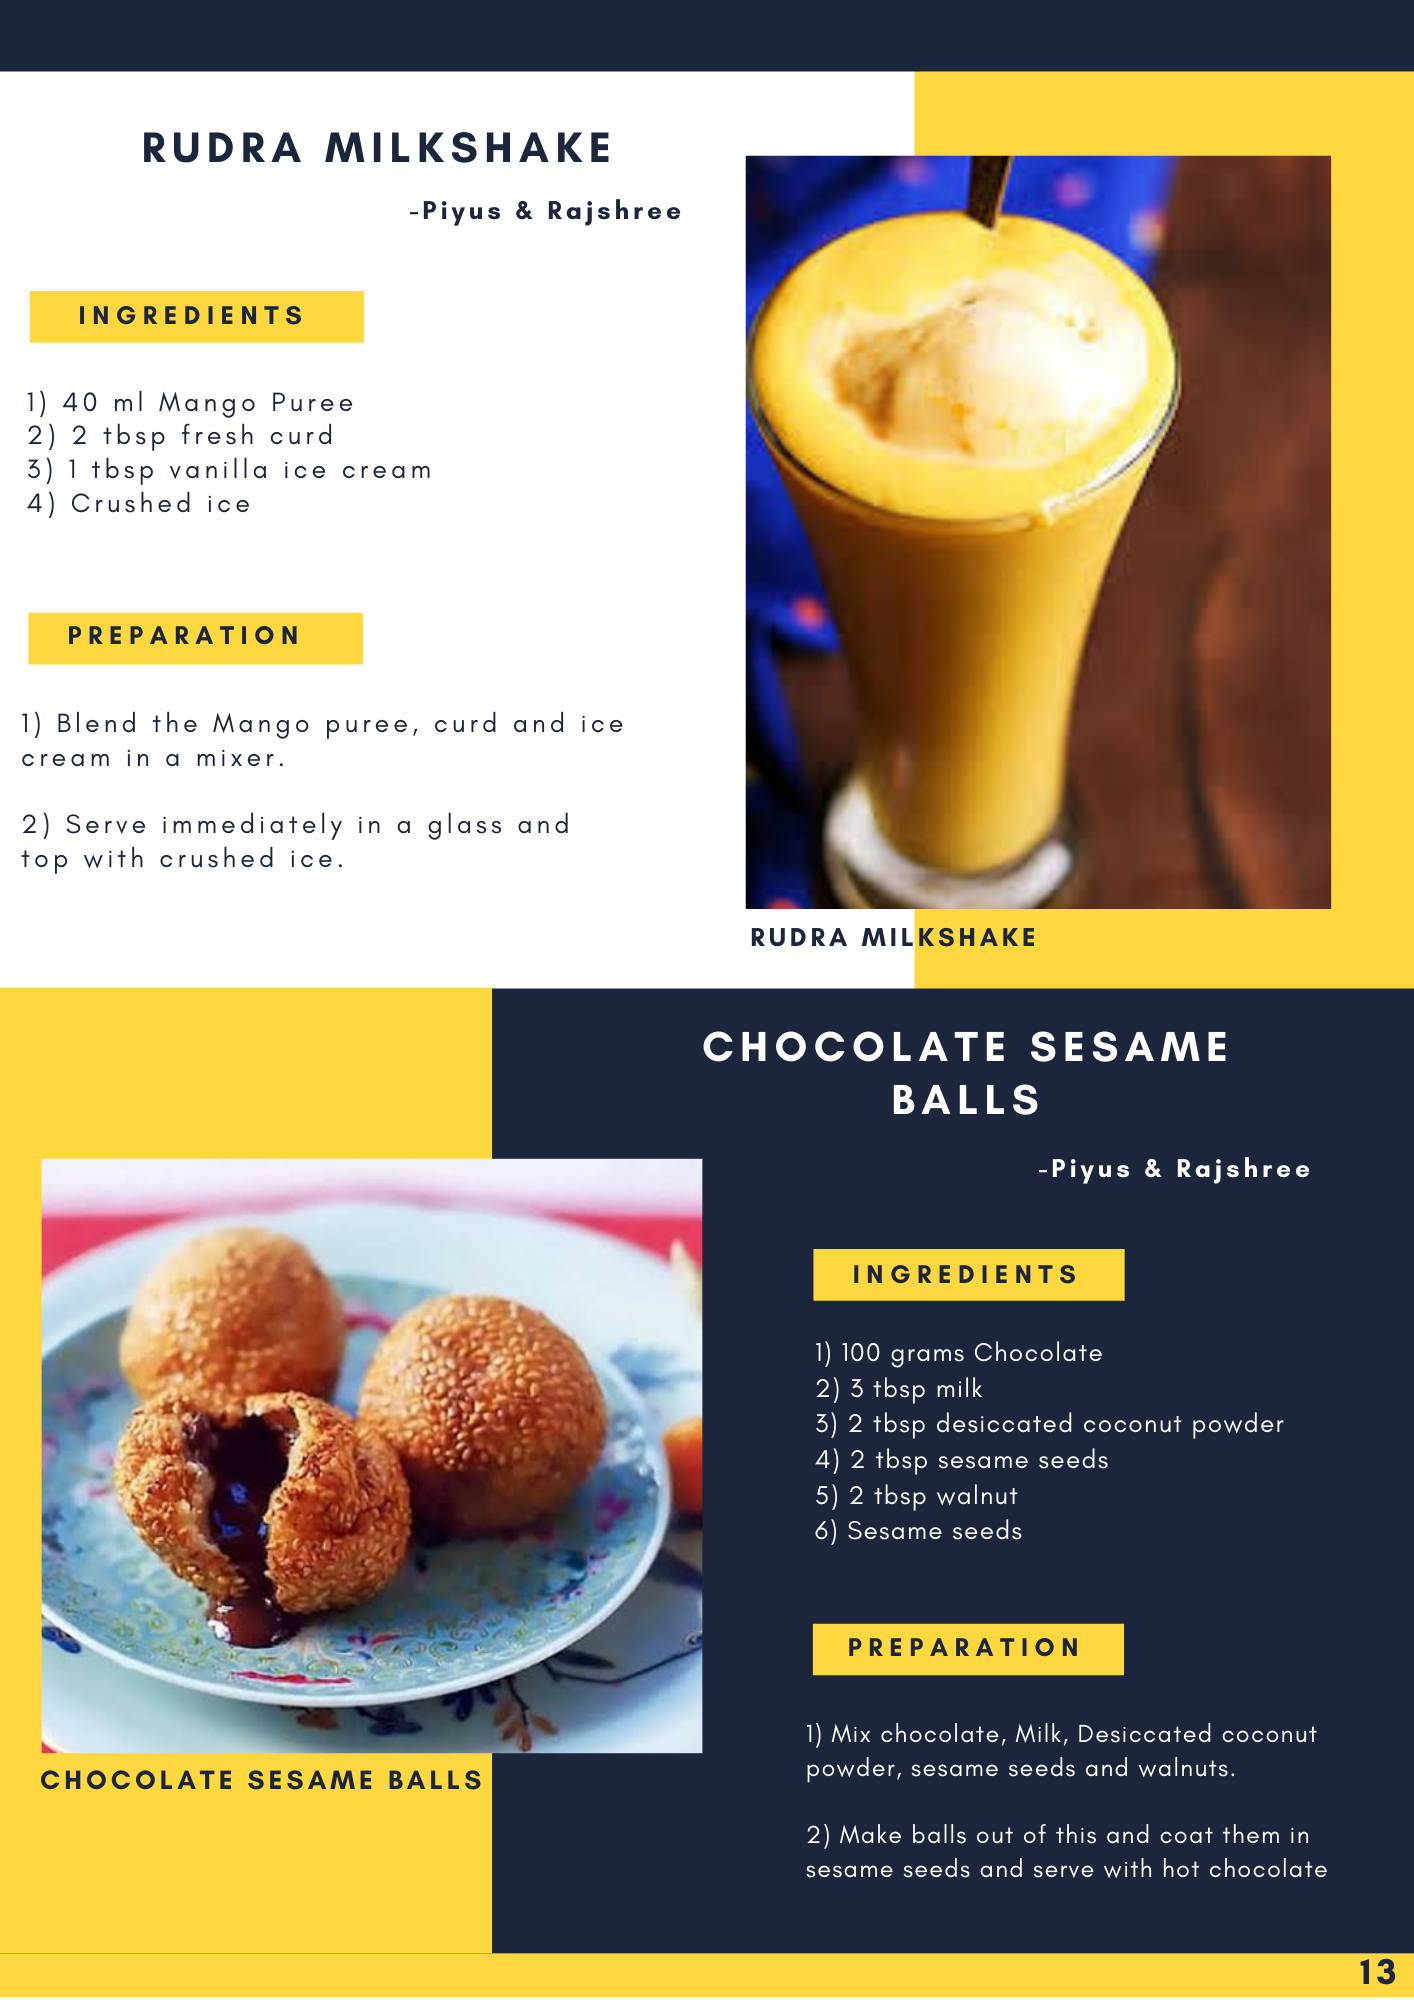 RUDRA MILKSHAKE
-Piyus & Rajshree
INGREDIENTS
1) 40 ml Mango Puree
2) 2 tbsp fresh curd
3) 1 tbsp vanilla ice cream
4) Crushed ice
PREPARATION
1) Blend the Mango puree, curd and ice
cream in a mixer.
2) Serve immediately in a glass and
top with crushed ice.
RUDRA MILKSHAKE
CHOCOLATE SESAME
BALLS
-Piyus & Rajshree
INGREDIENTS
1) 100 grams Chocolate
2) 3 tbsp milk
3) 2 tbsp desiccated coconut powder
4) 2 tbsp sesame seeds
5) 2 tbsp walnut
6) Sesame seeds
PREPARATION
1) Mix chocolate, Milk, Desiccated coconut
powder, sesame seeds and walnuts.
2) Make balls out of this and coat them in
sesame seeds and serve with hot chocolate
CHOCOLATE SESAME BALLS
13